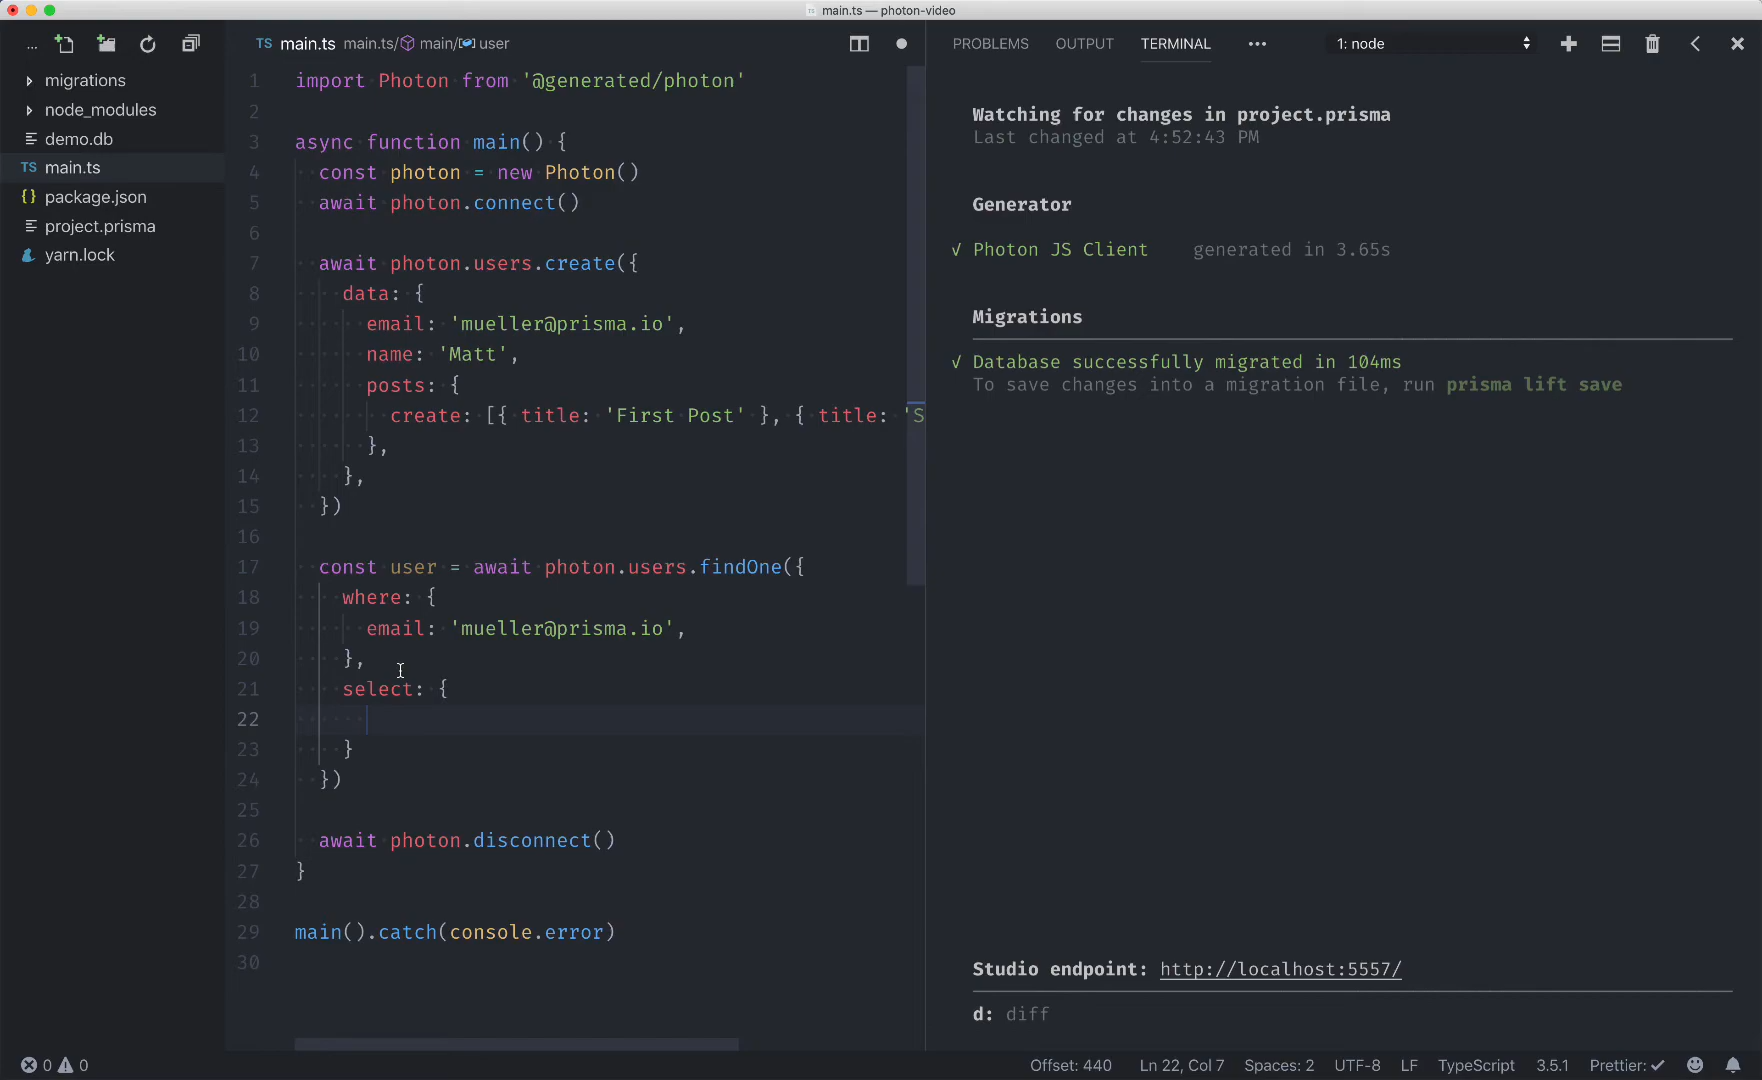 main.ts — photon-video
...
migrations
node_modules
demo.db
TS main.ts
{} package.json
project.prisma
yarn.lock
TS main.ts main.ts/ main/ user
1 import Photon from '@generated/photon'
2
3 async function main() {
4 const photon = new Photon()
5 await photon.connect()
6
7 await photon.users.create({
8 data: {
9 email: 'mueller@prisma.io',
10 name: 'Matt',
11 posts: {
12 create: [{ title: 'First Post' }, { title: 'S
13 },
14 },
15 })
16
17 const user = await photon.users.findOne({
18 where: {
19 email: 'mueller@prisma.io',
20 },
21 select: {
22
23 }
24 })
25
26 await photon.disconnect()
27 }
28
29 main().catch(console.error)
30
PROBLEMS OUTPUT TERMINAL ••• 1: node
Watching for changes in project.prisma
Last changed at 4:52:43 PM
Generator
√ Photon JS Client generated in 3.65s
Migrations
√ Database successfully migrated in 104ms
To save changes into a migration file, run prisma lift save
Studio endpoint: http://localhost:5557/
d: diff
0 0
Offset: 440 Ln 22, Col 7 Spaces: 2 UTF-8 LF TypeScript 3.5.1 Prettier: ✓